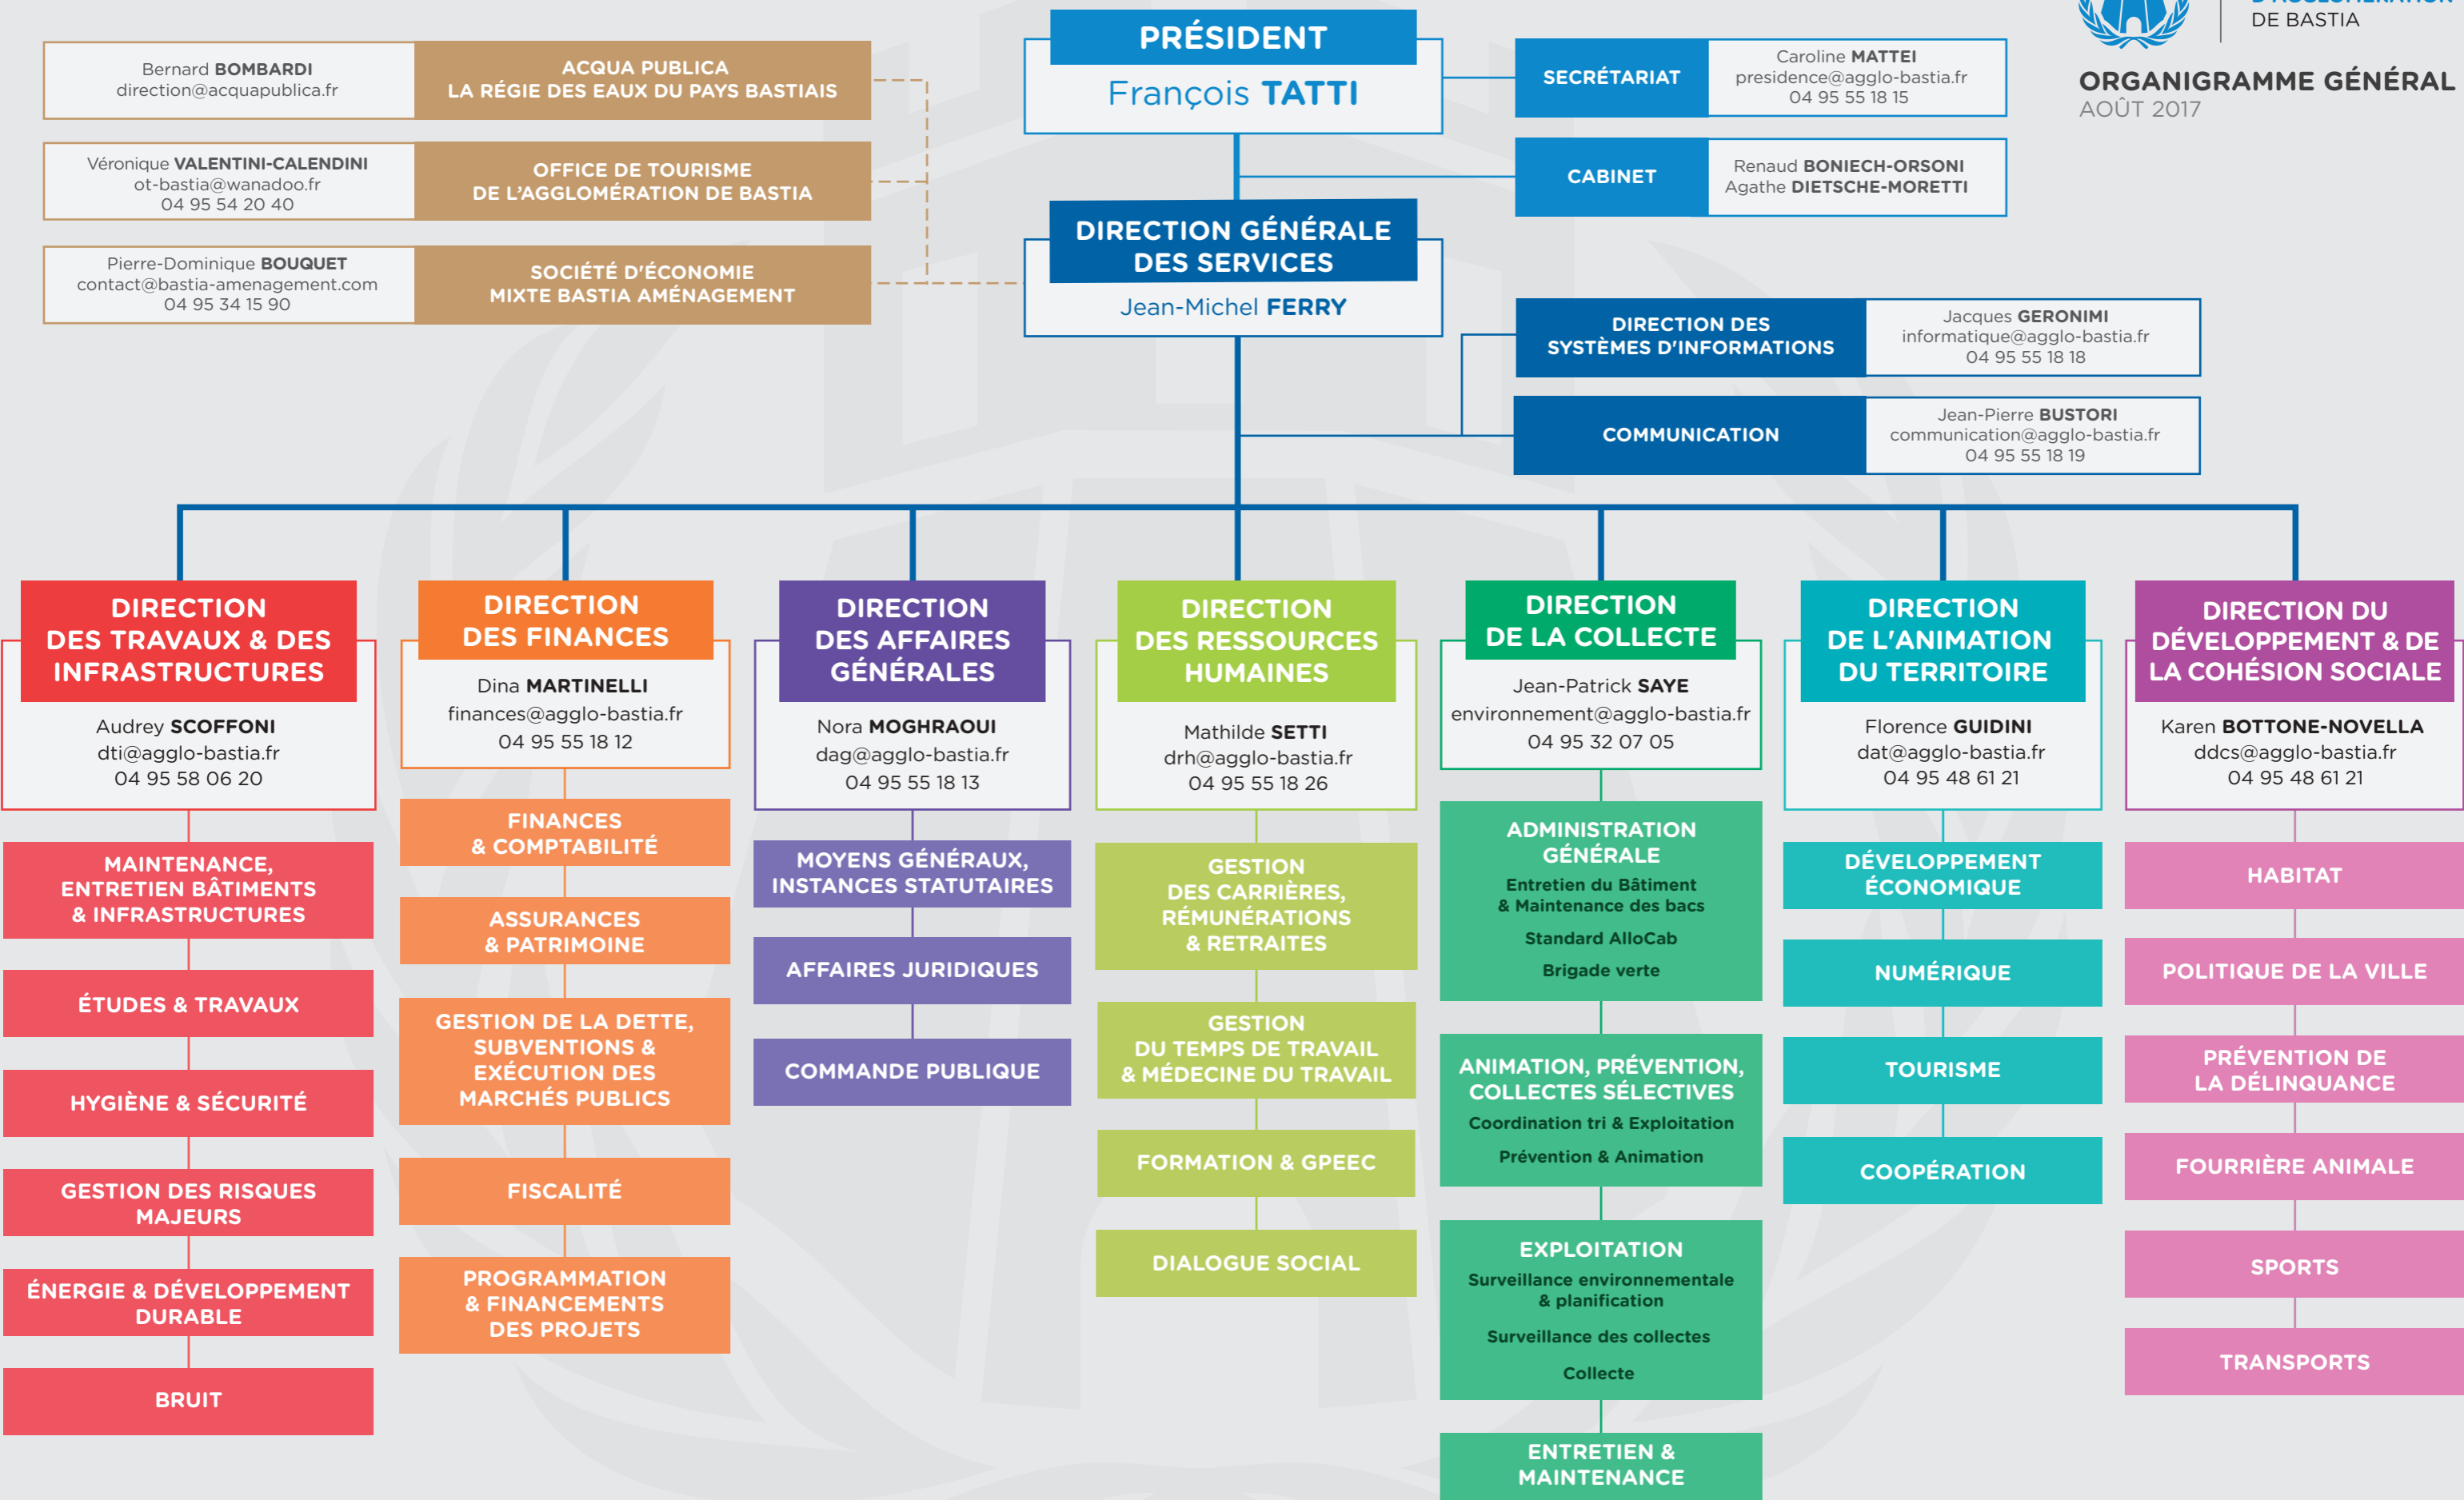 D'AGGLOMÉRATION
DE BASTIA
ORGANIGRAMME GÉNÉRAL
AOÛT 2017
PRÉSIDENT
François TATTI
SECRÉTARIAT
Caroline MATTEI
presidence@agglo-bastia.fr
04 95 55 18 15
CABINET
Renaud BONIECH-ORSONI
Agathe DIETSCHE-MORETTI
Bernard BOMBARDI
direction@acquapublica.fr
ACQUA PUBLICA
LA RÉGIE DES EAUX DU PAYS BASTIAIS
Véronique VALENTINI-CALENDINI
ot-bastia@wanadoo.fr
04 95 54 20 40
OFFICE DE TOURISME
DE L'AGGLOMÉRATION DE BASTIA
Pierre-Dominique BOUQUET
contact@bastia-amenagement.com
04 95 34 15 90
SOCIÉTÉ D'ÉCONOMIE
MIXTE BASTIA AMÉNAGEMENT
DIRECTION GÉNÉRALE
DES SERVICES
Jean-Michel FERRY
DIRECTION DES
SYSTÈMES D'INFORMATIONS
Jacques GERONIMI
informatique@agglo-bastia.fr
04 95 55 18 18
COMMUNICATION
Jean-Pierre BUSTORI
communication@agglo-bastia.fr
04 95 55 18 19
DIRECTION
DES TRAVAUX & DES
INFRASTRUCTURES
Audrey SCOFFONI
dti@agglo-bastia.fr
04 95 58 06 20
MAINTENANCE,
ENTRETIEN BÂTIMENTS
& INFRASTRUCTURES
ÉTUDES & TRAVAUX
HYGIÈNE & SÉCURITÉ
GESTION DES RISQUES
MAJEURS
ÉNERGIE & DÉVELOPPEMENT
DURABLE
BRUIT
DIRECTION
DES FINANCES
Dina MARTINELLI
finances@agglo-bastia.fr
04 95 55 18 12
FINANCES
& COMPTABILITÉ
ASSURANCES
& PATRIMOINE
GESTION DE LA DETTE,
SUBVENTIONS &
EXÉCUTION DES
MARCHÉS PUBLICS
FISCALITÉ
PROGRAMMATION
& FINANCEMENTS
DES PROJETS
DIRECTION
DES AFFAIRES
GÉNÉRALES
Nora MOGHRAOUI
dag@agglo-bastia.fr
04 95 55 18 13
MOYENS GÉNÉRAUX,
INSTANCES STATUTAIRES
AFFAIRES JURIDIQUES
COMMANDE PUBLIQUE
DIRECTION
DES RESSOURCES
HUMAINES
Mathilde SETTI
drh@agglo-bastia.fr
04 95 55 18 26
GESTION
DES CARRIÈRES,
RÉMUNÉRATIONS
& RETRAITES
GESTION
DU TEMPS DE TRAVAIL
& MÉDECINE DU TRAVAIL
FORMATION & GPEEC
DIALOGUE SOCIAL
DIRECTION
DE LA COLLECTE
Jean-Patrick SAYE
environnement@agglo-bastia.fr
04 95 32 07 05
ADMINISTRATION
GÉNÉRALE
Entretien du Bâtiment
& Maintenance des bacs
Standard AlloCab
Brigade verte
ANIMATION, PRÉVENTION,
COLLECTES SÉLECTIVES
Coordination tri & Exploitation
Prévention & Animation
EXPLOITATION
Surveillance environnementale
& planification
Surveillance des collectes
Collecte
ENTRETIEN &
MAINTENANCE
DIRECTION
DE L'ANIMATION
DU TERRITOIRE
Florence GUIDINI
dat@agglo-bastia.fr
04 95 48 61 21
DÉVELOPPEMENT
ÉCONOMIQUE
NUMÉRIQUE
TOURISME
COOPÉRATION
DIRECTION DU
DÉVELOPPEMENT & DE
LA COHÉSION SOCIALE
Karen BOTTONE-NOVELLA
ddcs@agglo-bastia.fr
04 95 48 61 21
HABITAT
POLITIQUE DE LA VILLE
PRÉVENTION DE
LA DÉLINQUANCE
FOURRIÈRE ANIMALE
SPORTS
TRANSPORTS